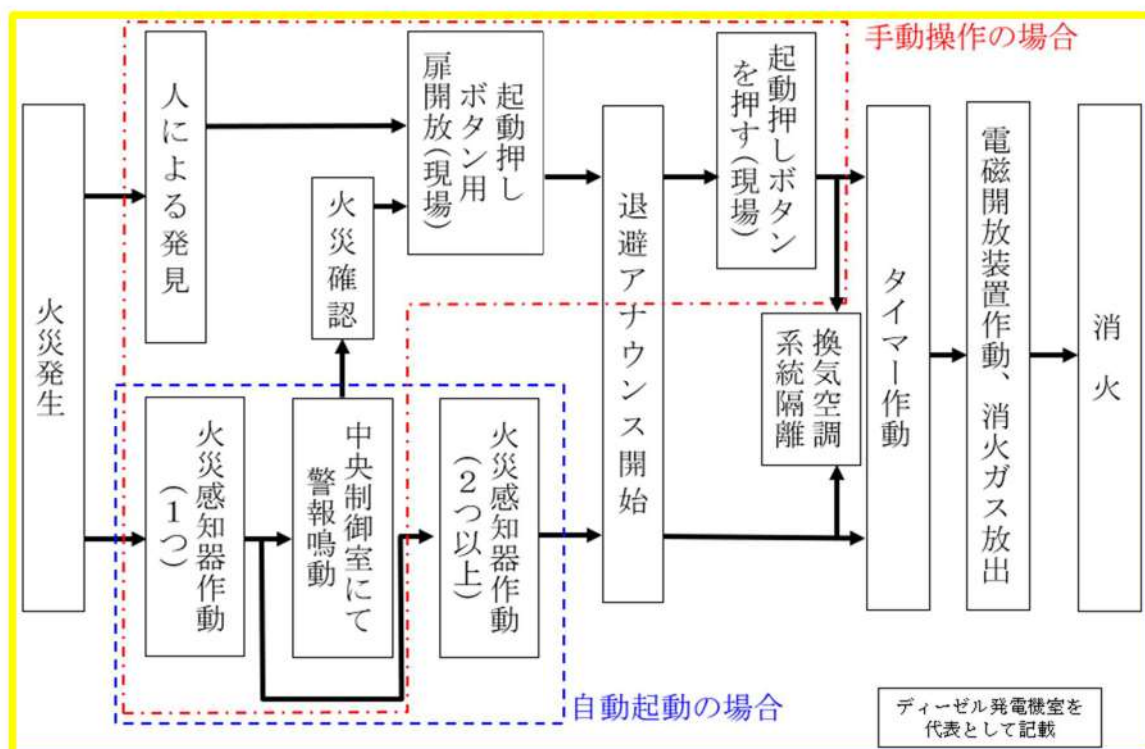 手動操作の場合
火災発生
人による発見
火災感知器作動
(1つ)
火災確認
中央制御室にて
警報鳴動
起動押し
ボタン用
扉開放(現場)
火災感知器作動
(2つ以上)
退避アナウンス開始
起動押しボタン
を押す(現場)
換気空調
系統隔離
タイマー作動
電磁開放装置作動、消火ガス放出
消火
自動起動の場合
ディーゼル発電機室を
代表として記載